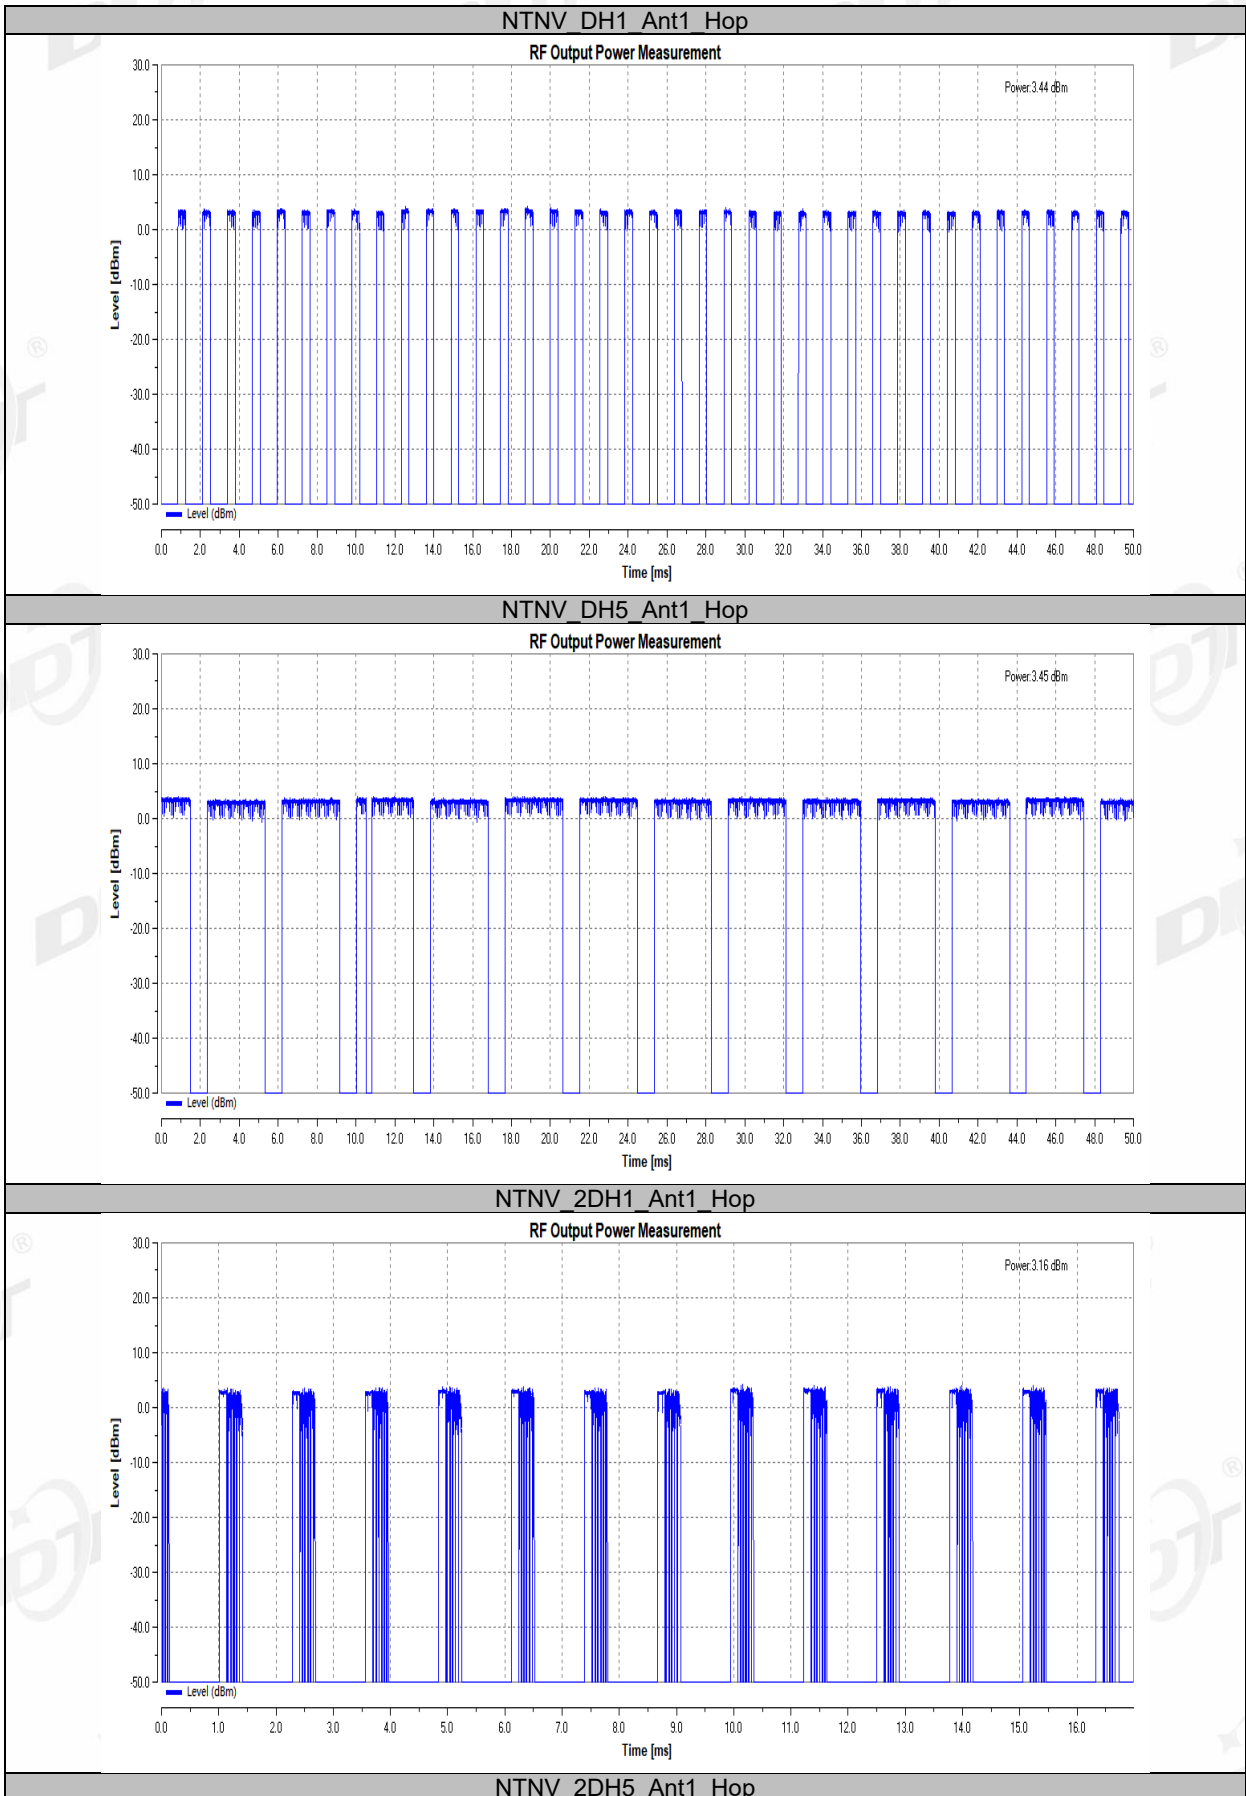 NTNV_DH1_Ant1_Hop
RF Output Power Measurement
Power:3.44 dBm
30.0
20.0
10.0
0.0
-10.0
-20.0
-30.0
-40.0
-50.0
Level [dBm]
Level (dBm)
0.0 2.0 4.0 6.0 8.0 10.0 12.0 14.0 16.0 18.0 20.0 22.0 24.0 26.0 28.0 30.0 32.0 34.0 36.0 38.0 40.0 42.0 44.0 46.0 48.0 50.0
Time [ms]
NTNV_DH5_Ant1_Hop
RF Output Power Measurement
Power:3.45 dBm
30.0
20.0
10.0
0.0
-10.0
-20.0
-30.0
-40.0
-50.0
Level [dBm]
Level (dBm)
0.0 2.0 4.0 6.0 8.0 10.0 12.0 14.0 16.0 18.0 20.0 22.0 24.0 26.0 28.0 30.0 32.0 34.0 36.0 38.0 40.0 42.0 44.0 46.0 48.0 50.0
Time [ms]
NTNV_2DH1_Ant1_Hop
RF Output Power Measurement
Power:3.16 dBm
30.0
20.0
10.0
0.0
-10.0
-20.0
-30.0
-40.0
-50.0
Level [dBm]
Level (dBm)
0.0 1.0 2.0 3.0 4.0 5.0 6.0 7.0 8.0 9.0 10.0 11.0 12.0 13.0 14.0 15.0 16.0
Time [ms]
NTNV_2DH5_Ant1_Hop